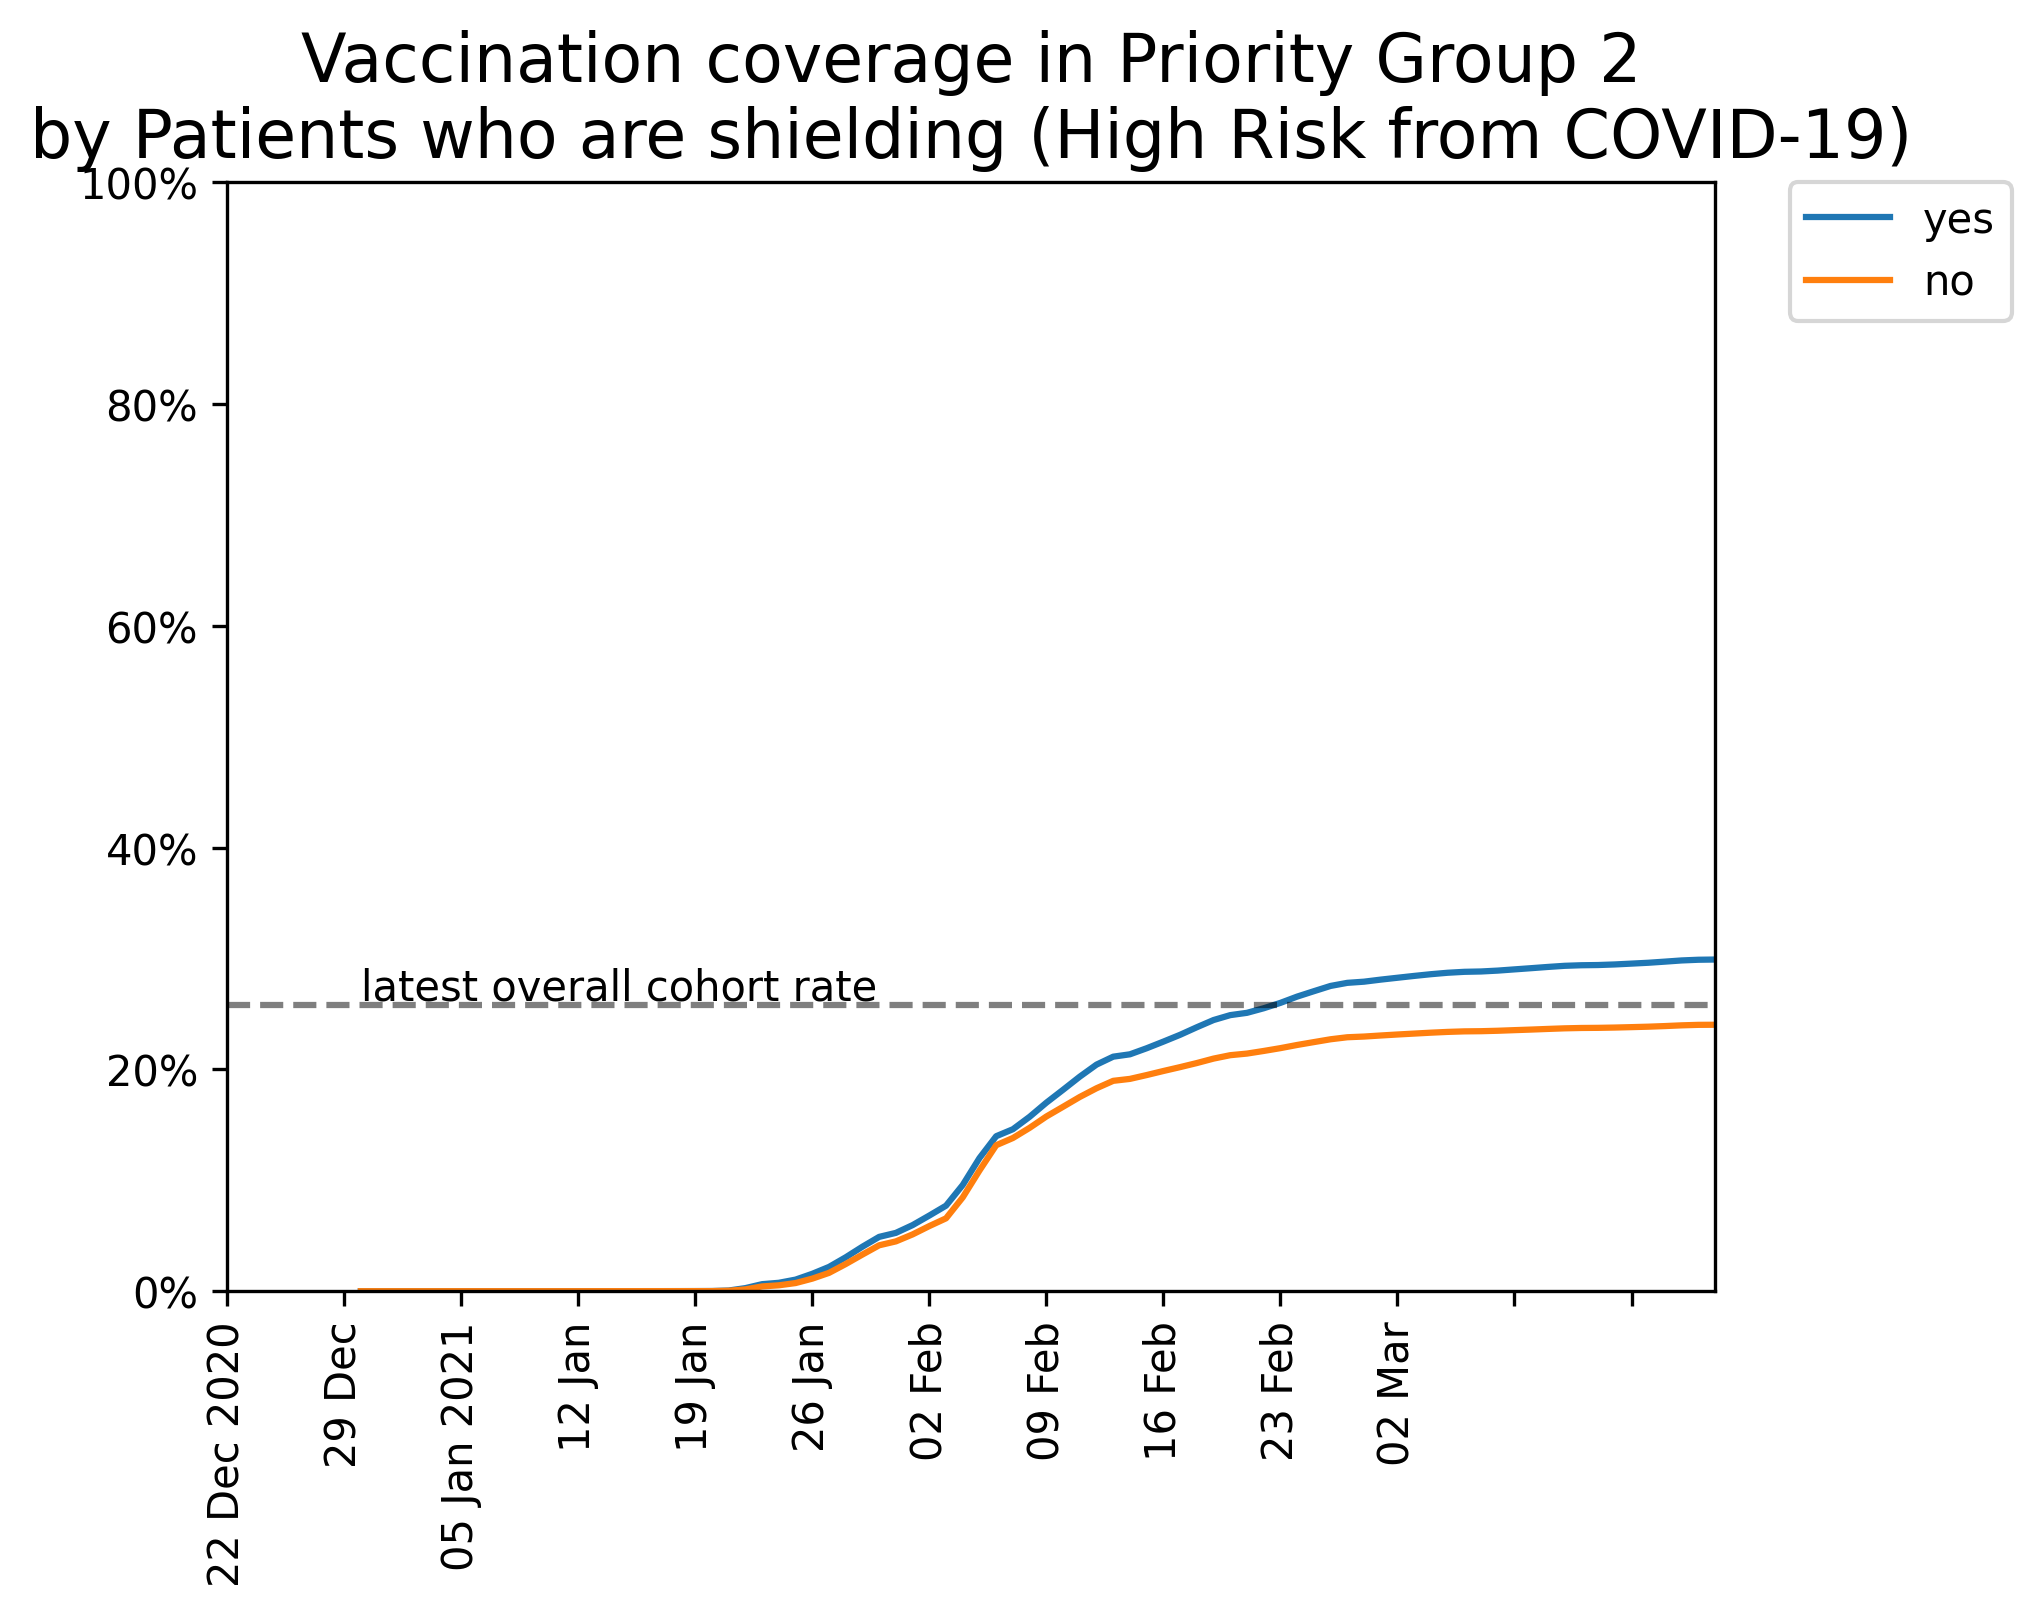 Vaccination coverage in Priority Group 2
by Patients who are shielding (High Risk from COVID-19)
100%
80%
60%
40%
20%
0%
latest overall cohort rate
yes
no
22 Dec 2020
29 Dec
05 Jan 2021
12 Jan
19 Jan
26 Jan
02 Feb
09 Feb
16 Feb
23 Feb
02 Mar